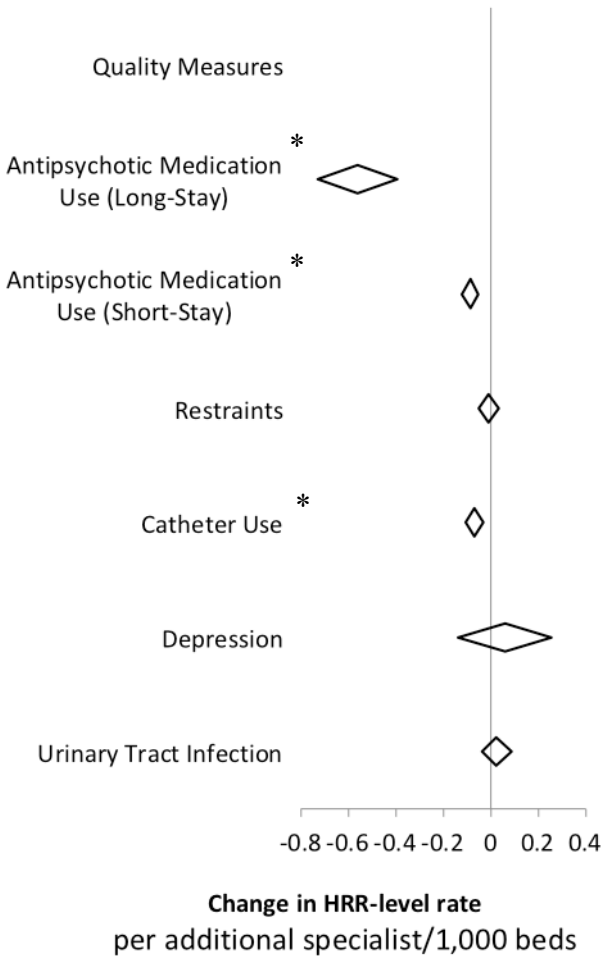 Quality Measures
*
Antipsychotic Medication
Use (Long-Stay)
*
Antipsychotic Medication
Use (Short-Stay)
Restraints
*
Catheter Use
Depression
Urinary Tract Infection
-0.8 -0.6 -0.4 -0.2 0 0.2 0.4
Change in HRR-level rate
per additional specialist/1,000 beds